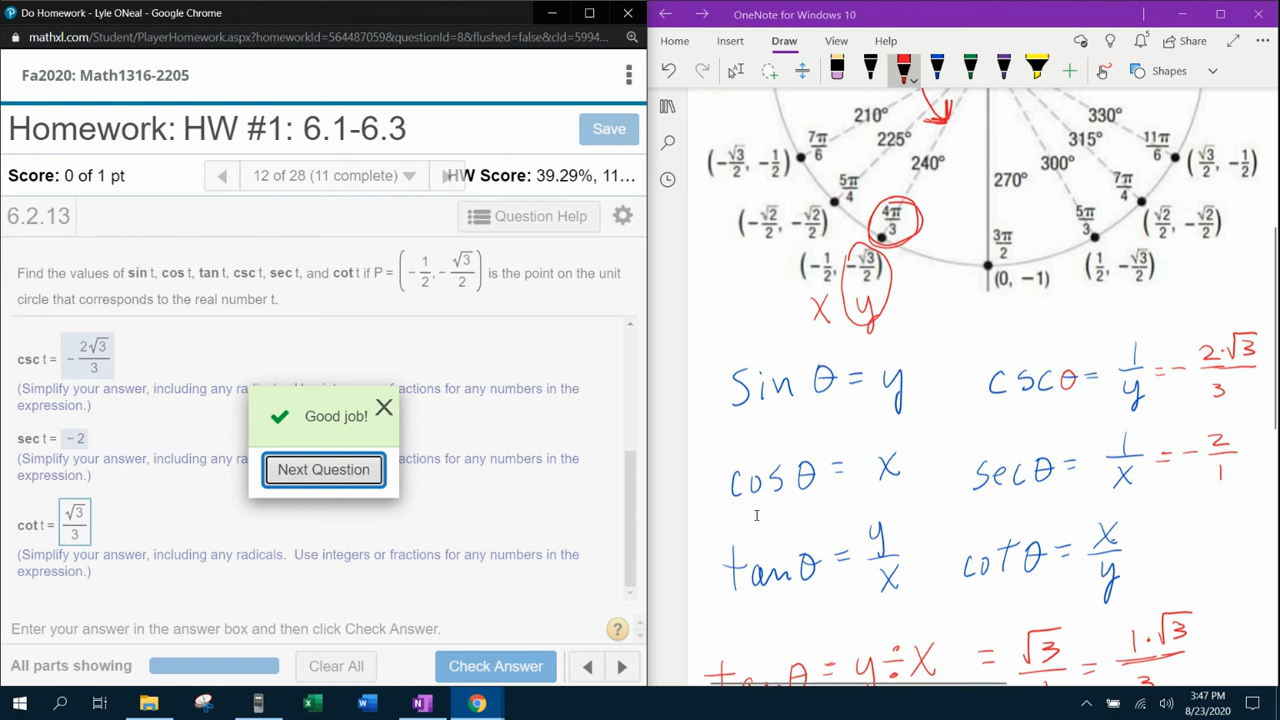 Do Homework - Lyle ONeal - Google Chrome
mathxl.com/Student/PlayerHomework.aspx?homeworkId=564487059&questionId=8&flushed=false&cId=5994...
Fa2020: Math1316-2205
Homework: HW #1: 6.1-6.3
Save
Score: 0 of 1 pt
12 of 28 (11 complete)
HW Score: 39.29%, 11...
6.2.13
Question Help
Find the values of sin t, cos t, tan t, csc t, sec t, and cot t if P = (-1/2, -√3/2) is the point on the unit
circle that corresponds to the real number t.
csc t = -2√3/3
(Simplify your answer, including any
fractions for any numbers in the
expression.)
sec t = -2
(Simplify your answer, including any
fractions for any numbers in the
expression.)
cot t = √3/3
(Simplify your answer, including any radicals. Use integers or fractions for any numbers in the
expression.)
Good job!
Next Question
Enter your answer in the answer box and then click Check Answer.
?
All parts showing
Clear All
Check Answer
OneNote for Windows 10
Home Insert Draw View Help
Share
Shapes
210° 330°
7π/6 225° 315° 11π/6
(-√3/2, -1/2) 240° 300° (√3/2, -1/2)
5π/4 270° 7π/4
(-√2/2, -√2/2) 4π/3 3π/2 5π/3 (√2/2, -√2/2)
(-1/2, -√3/2) (0, -1) (1/2, -√3/2)
x y
sin θ = y csc θ = 1/y = - 2·√3/3
cos θ = x sec θ = 1/x = - 2/1
tan θ = y/x cot θ = x/y
tan θ = y ÷ x = √3/1 = 1·√3/3
3:47 PM
8/23/2020